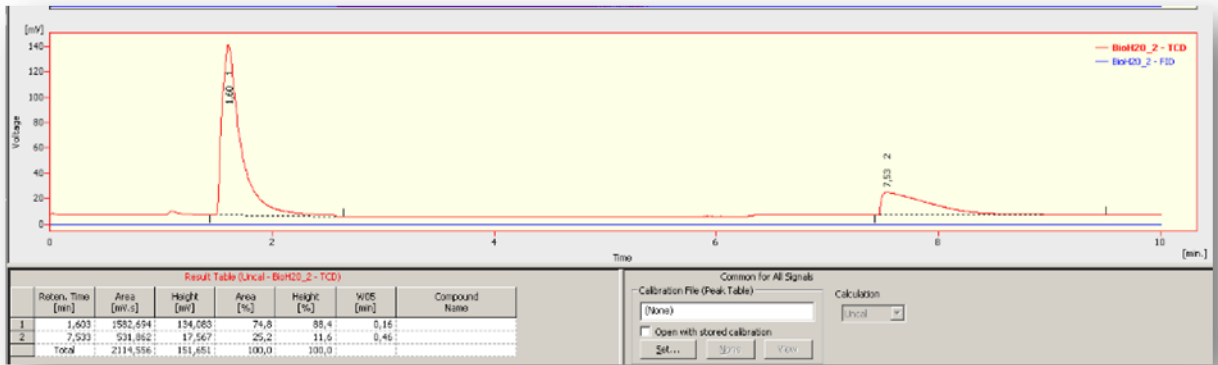 [mV]
140
120
100
80
60
40
20
0
Voltage
1,60 1
7,53 2
BioH20_2 - TCD
BioH20_2 - FID
0 2 4 6 8 10
Time [min.]
Result Table (Uncal - BioH20_2 - TCD)
Reten. Time [min] Area [mV.s] Height [mV] Area [%] Height [%] W05 [min] Compound Name
1 1,603 1582,694 134,083 74,8 88,4 0,16
2 7,533 531,862 17,567 25,2 11,6 0,46
Total 2114,556 151,651 100,0 100,0
Common for All Signals
Calibration File (Peak Table)
(None)
Open with stored calibration
Set... None View
Calculation
Uncal